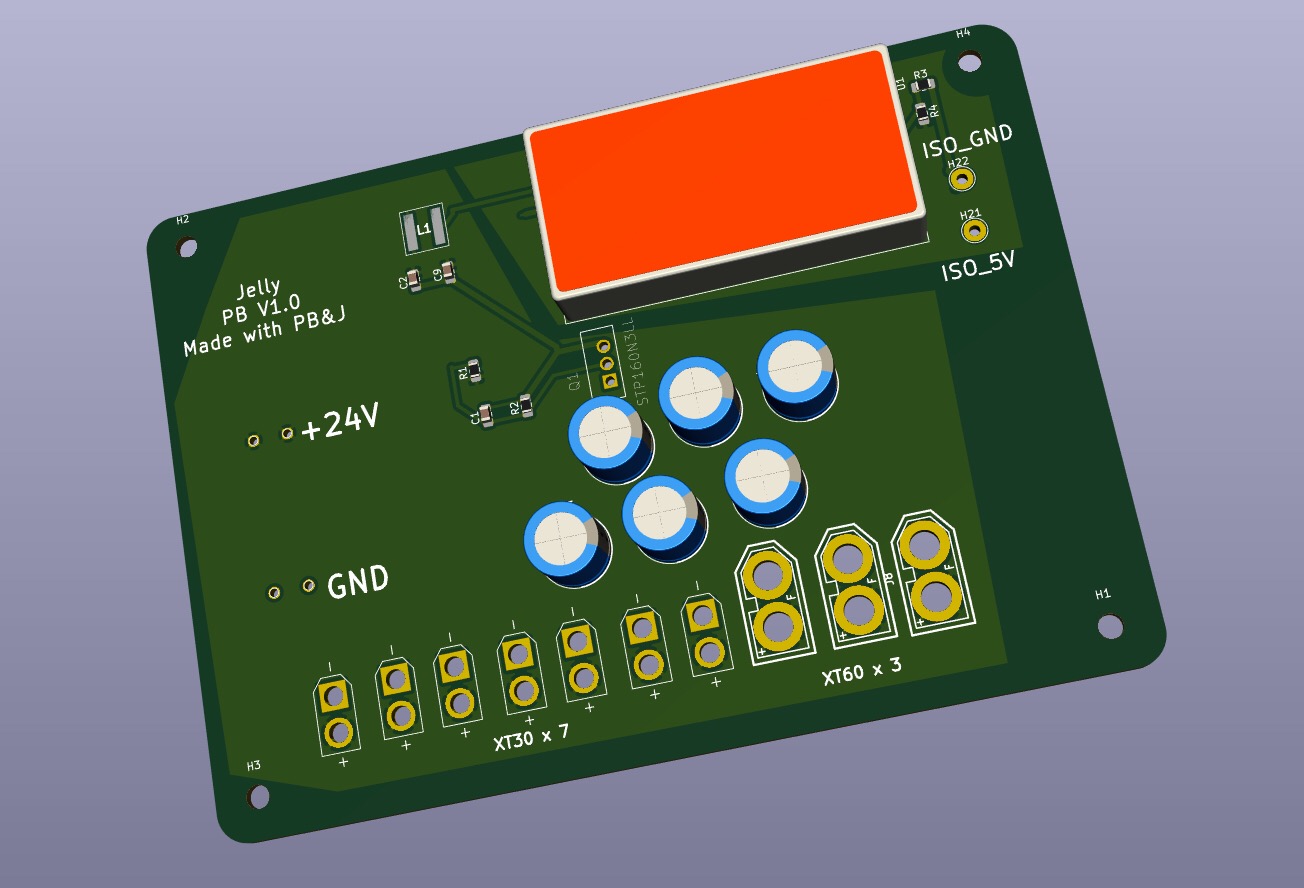 H4
R3
U1
R4
ISO_GND
H22
H21
ISO_5V
H2
L1
C2
C9
Jelly
PB V1.0
Made with PB&J
STP160N3LL
Q1
R1
R2
C1
+24V
GND
F
F
J8
F
+
+
+
H1
XT60 x 3
XT30 x 7
+
+
+
+
+
+
+
H3